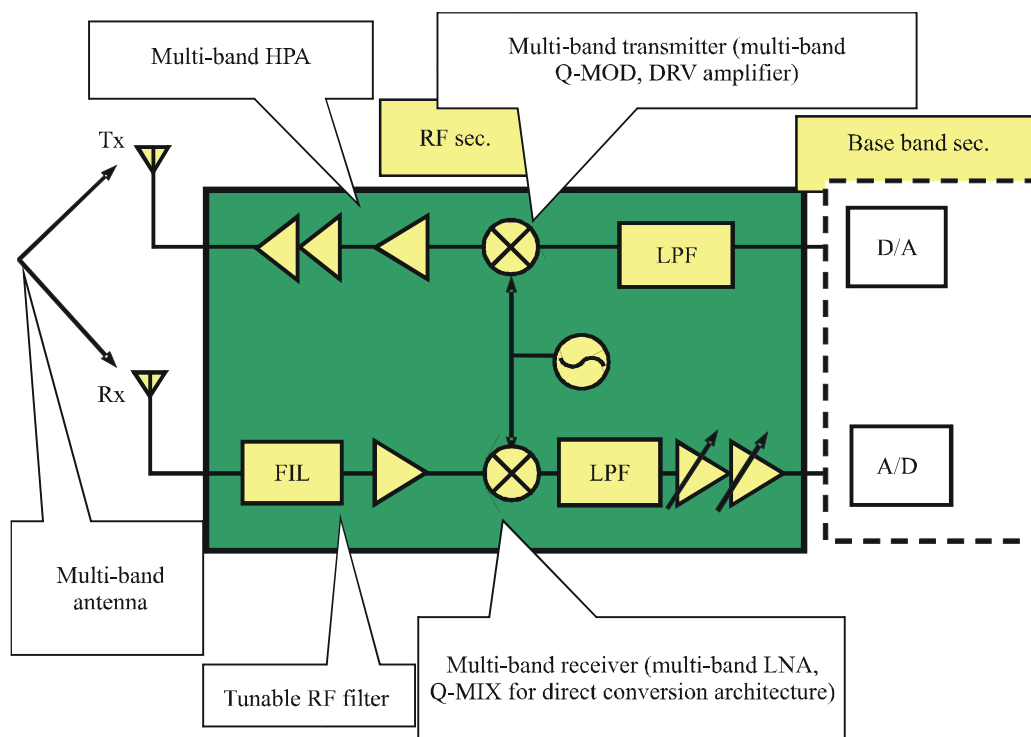 Multi-band HPA
Multi-band transmitter (multi-band
Q-MOD, DRV amplifier)
Tx
RF sec.
Base band sec.
LPF
D/A
Rx
FIL
LPF
A/D
Multi-band
antenna
Tunable RF filter
Multi-band receiver (multi-band LNA,
Q-MIX for direct conversion architecture)